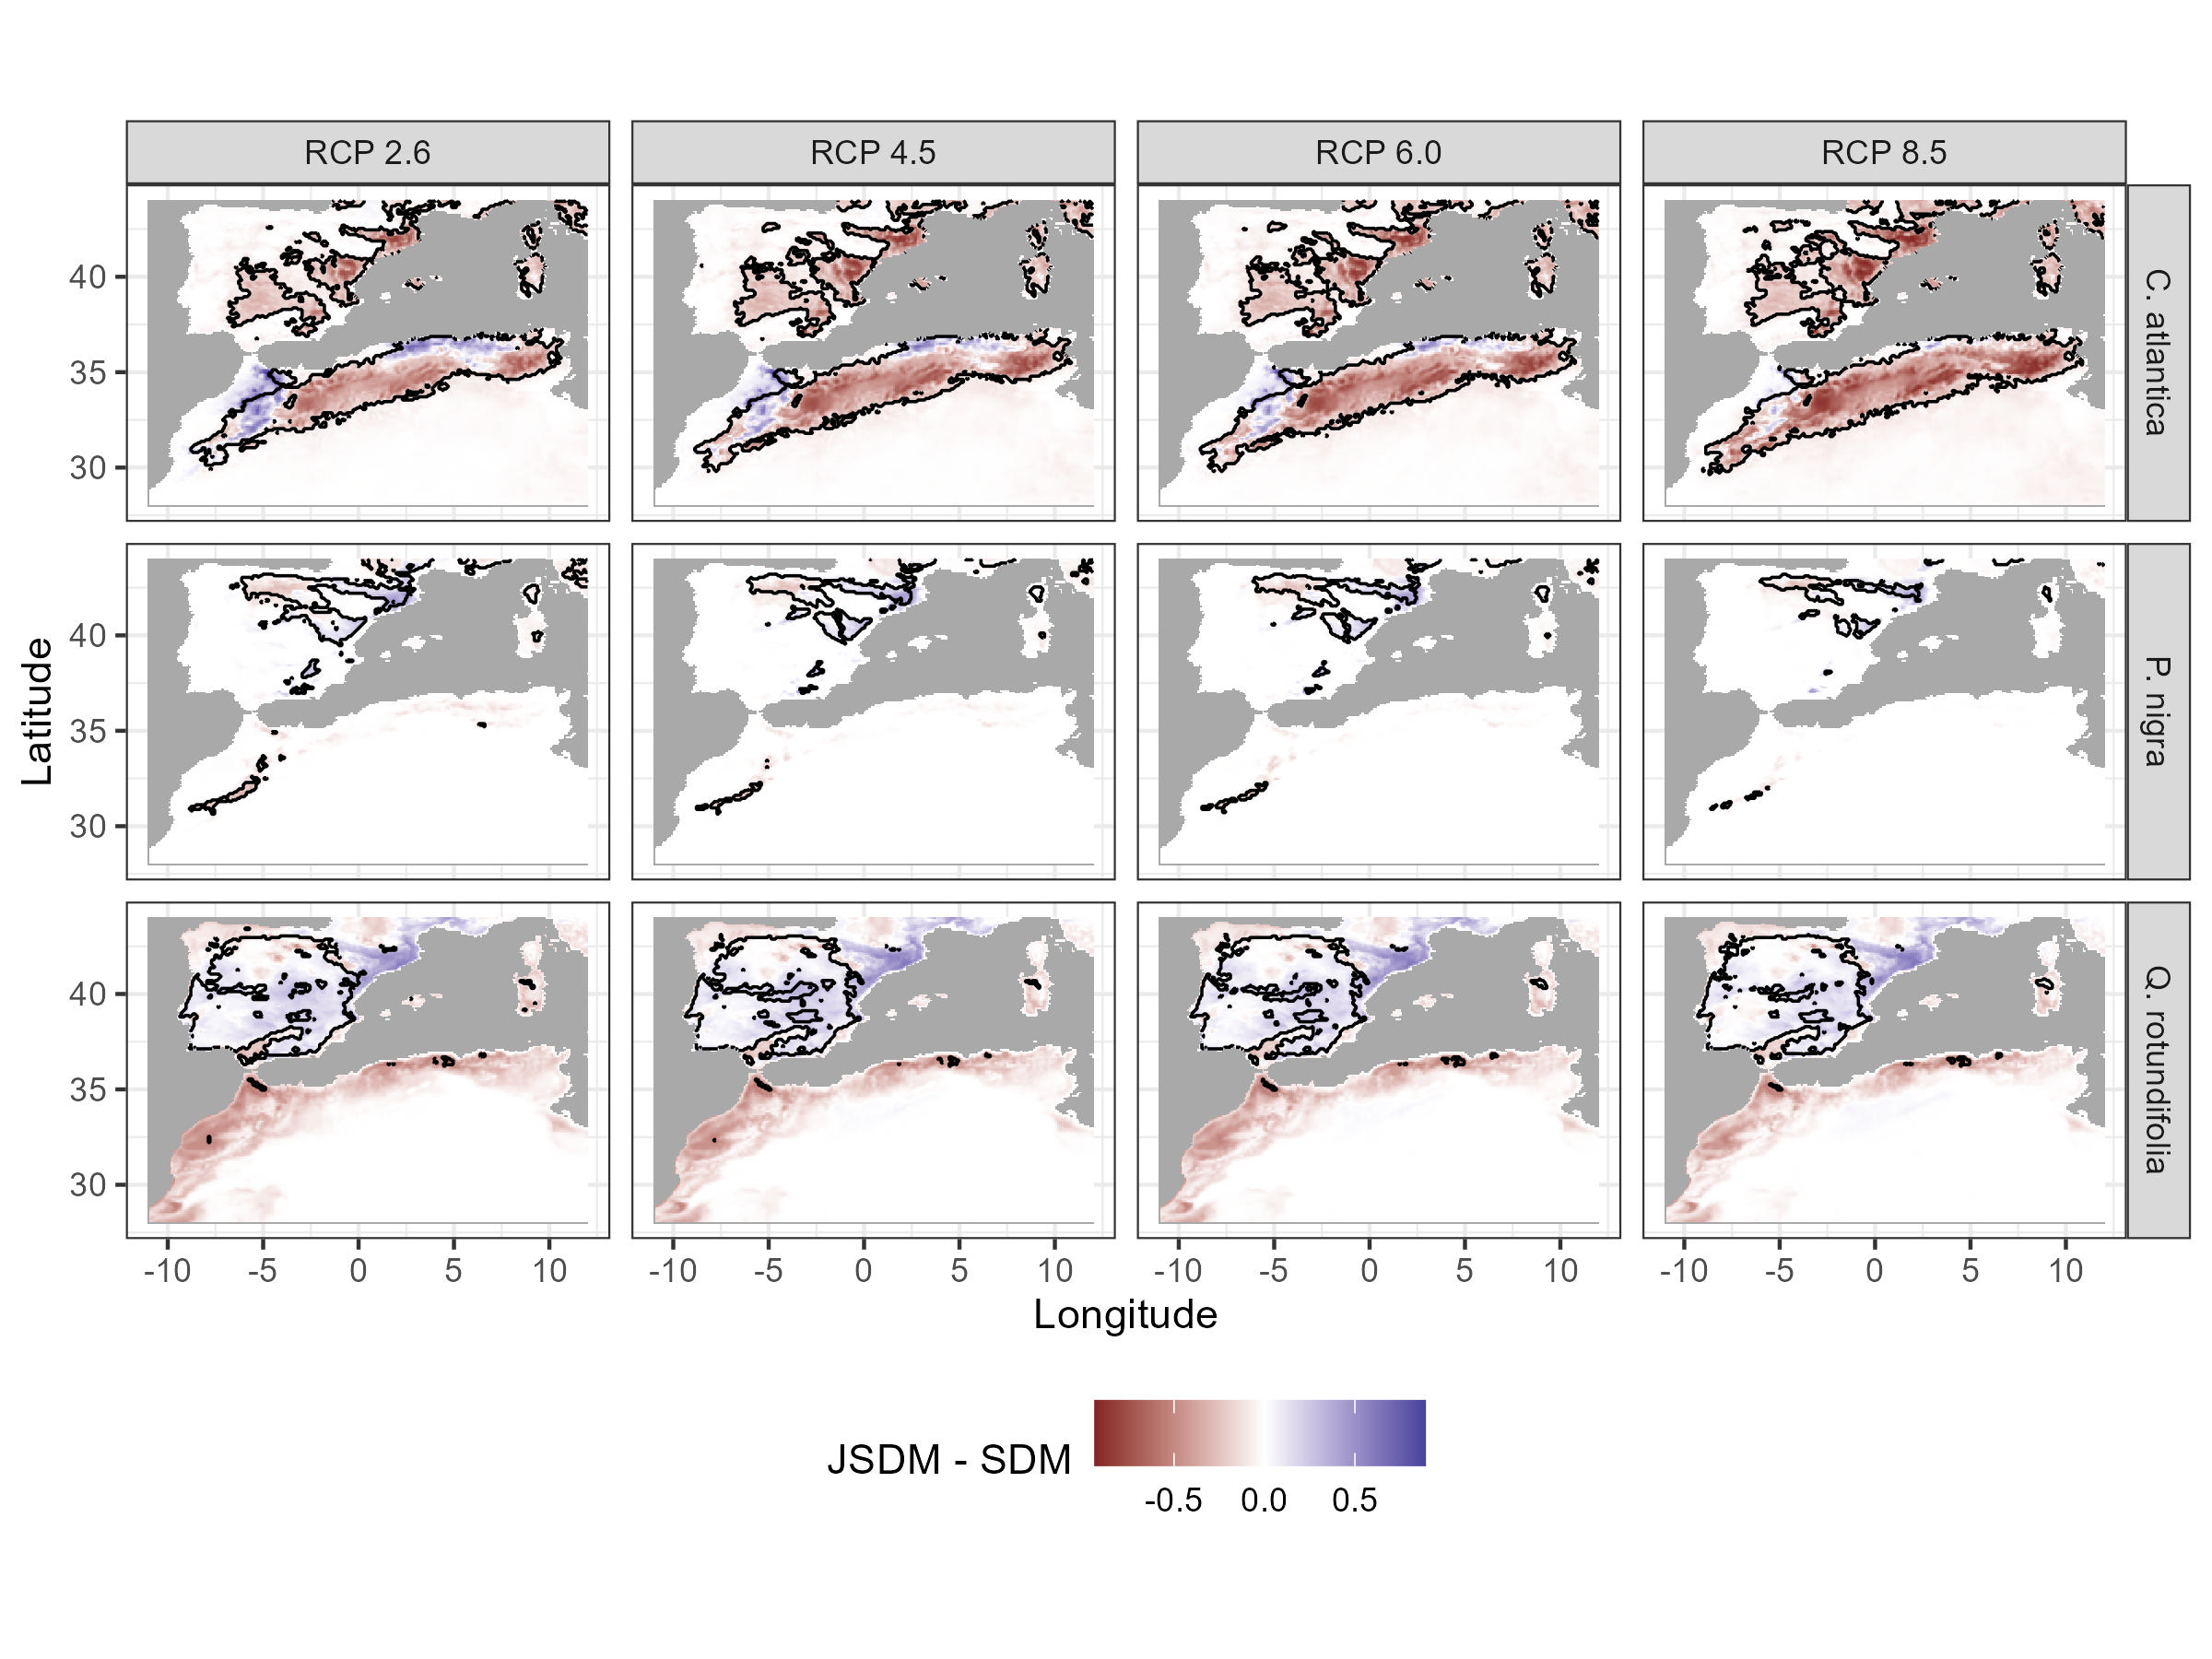 RCP 2.6 RCP 4.5 RCP 6.0 RCP 8.5
40
35
30
C. atlantica
40
35
30
P. nigra
Latitude
40
35
30
Q. rotundifolia
-10 -5 0 5 10 -10 -5 0 5 10 -10 -5 0 5 10 -10 -5 0 5 10
Longitude
JSDM - SDM
-0.5 0.0 0.5